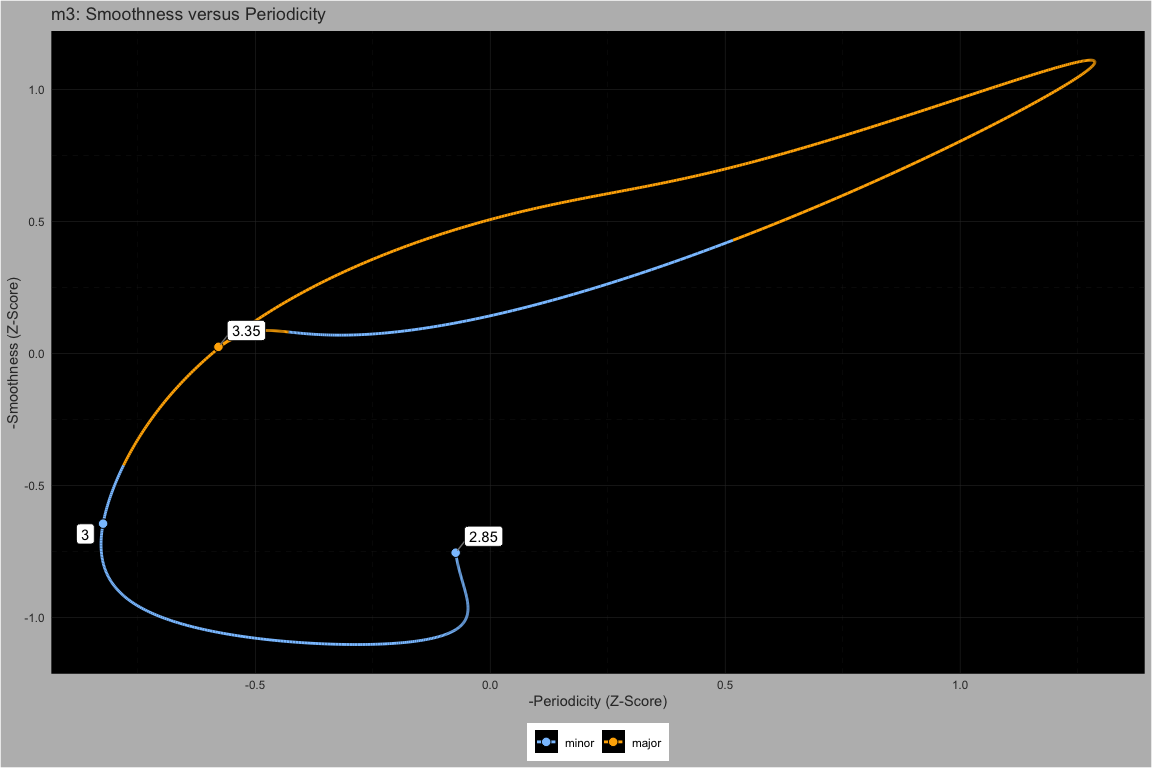 m3: Smoothness versus Periodicity
1.0
0.5
0.0
-0.5
-1.0
-Smoothness (Z-Score)
3.35
3
2.85
-0.5
0.0
0.5
1.0
-Periodicity (Z-Score)
minor
major